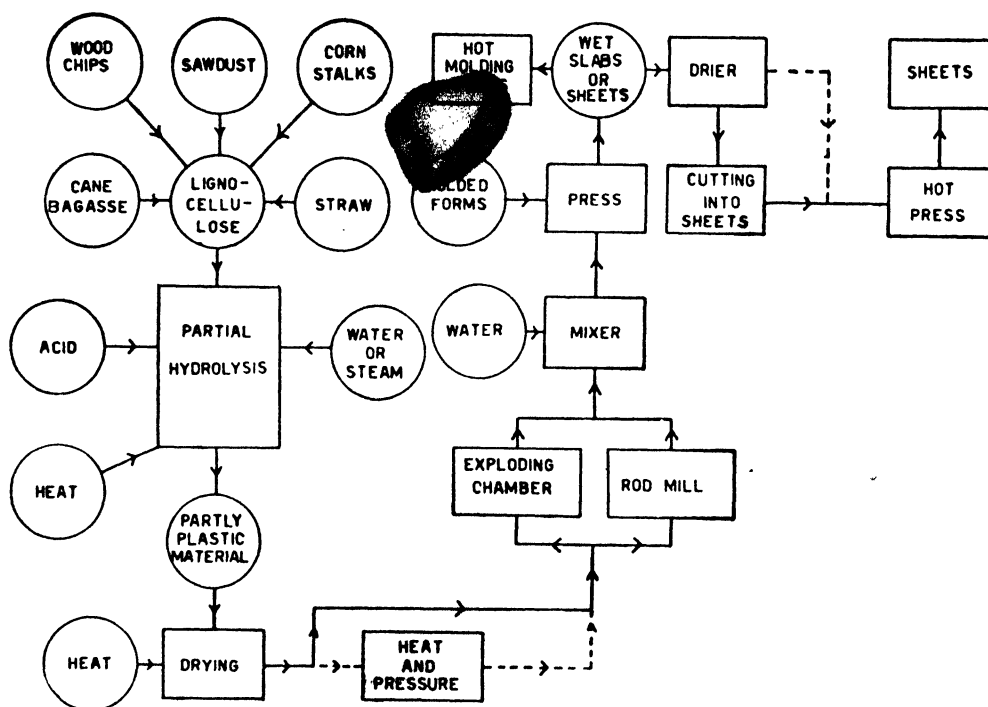 WOOD
CHIPS
SAWDUST
CORN
STALKS
CANE
BAGASSE
LIGNO-
CELLU-
LOSE
STRAW
ACID
PARTIAL
HYDROLYSIS
WATER
OR
STEAM
HEAT
PARTLY
PLASTIC
MATERIAL
HEAT
DRYING
HEAT
AND
PRESSURE
EXPLODING
CHAMBER
ROD MILL
WATER
MIXER
MOLDED
FORMS
PRESS
HOT
MOLDING
WET
SLABS
OR
SHEETS
DRIER
CUTTING
INTO
SHEETS
HOT
PRESS
SHEETS